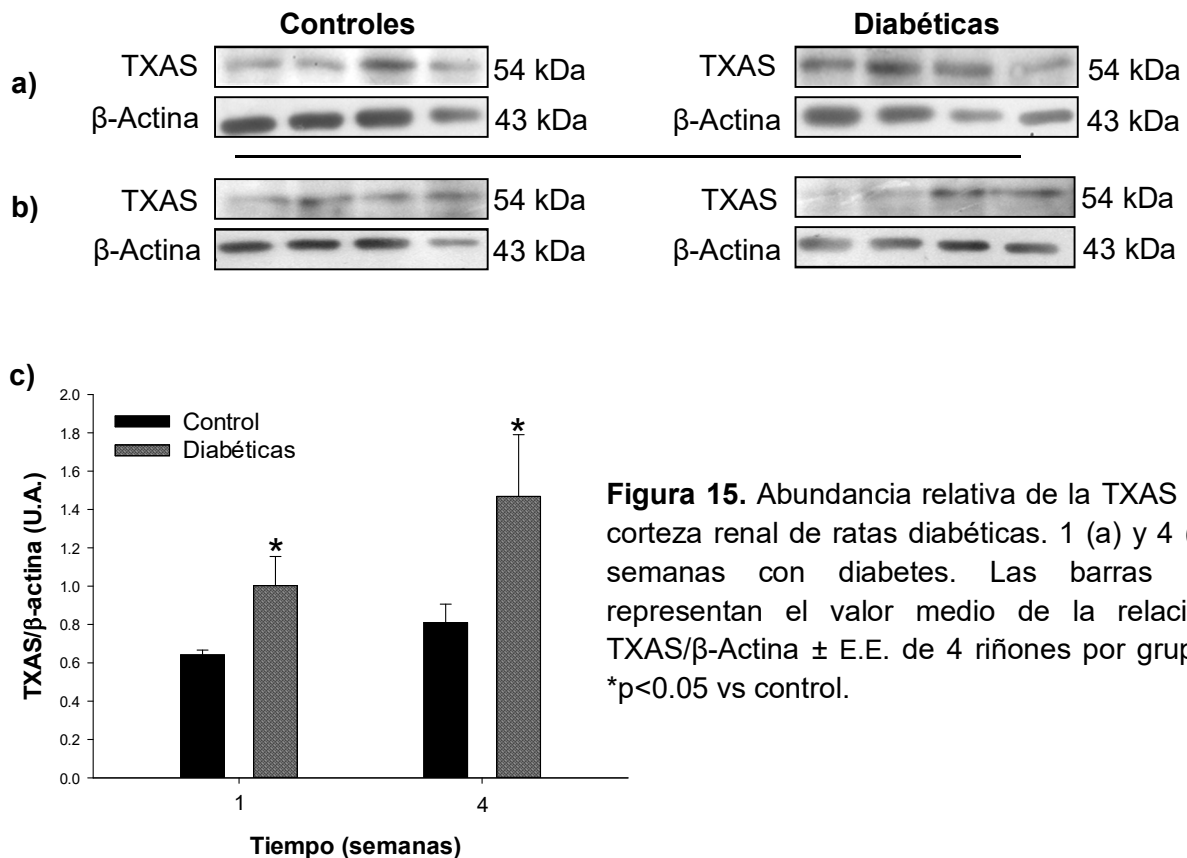 Controles
Diabéticas
a)
TXAS
54 kDa
TXAS
54 kDa
β-Actina
43 kDa
β-Actina
43 kDa
b)
TXAS
54 kDa
TXAS
54 kDa
β-Actina
43 kDa
β-Actina
43 kDa
c)
2.0
1.8
1.6
1.4
1.2
1.0
0.8
0.6
0.4
0.2
0.0
TXAS/β-actina (U.A.)
Control
Diabéticas
*
*
1
4
Tiempo (semanas)
Figura 15. Abundancia relativa de la TXAS
corteza renal de ratas diabéticas. 1 (a) y 4
semanas con diabetes. Las barras
representan el valor medio de la
TXAS/β-Actina ± E.E. de 4 riñones por
*p<0.05 vs control.